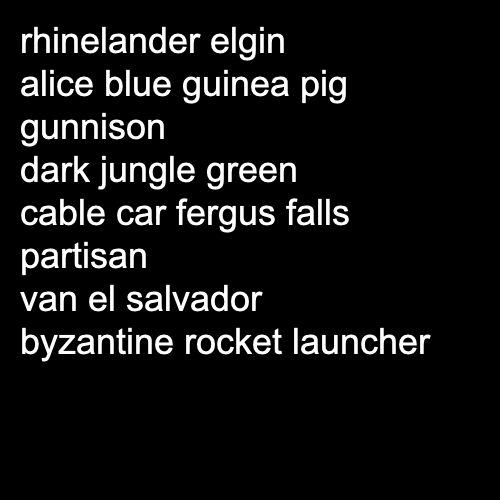 rhinelander elgin
alice blue guinea pig
gunnison
dark jungle green
cable car fergus falls
partisan
van el salvador
byzantine rocket launcher